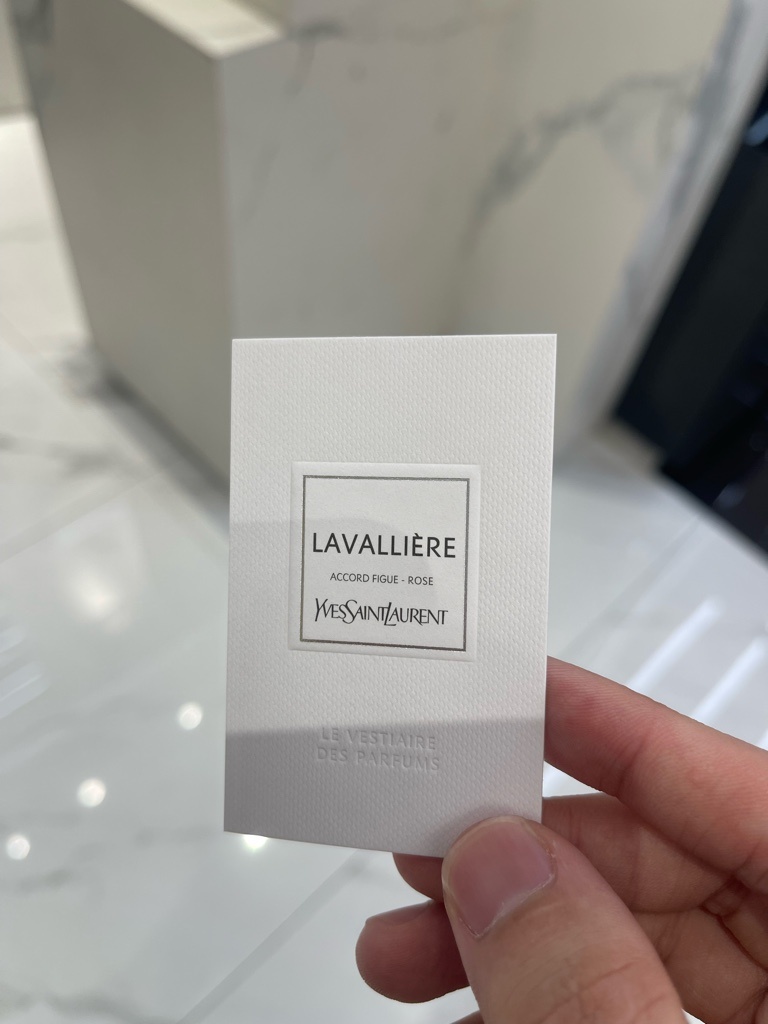 LAVALLIÈRE
ACCORD FIGUE - ROSE
YVESSAINTLAURENT
LE VESTIAIRE
DES PARFUMS